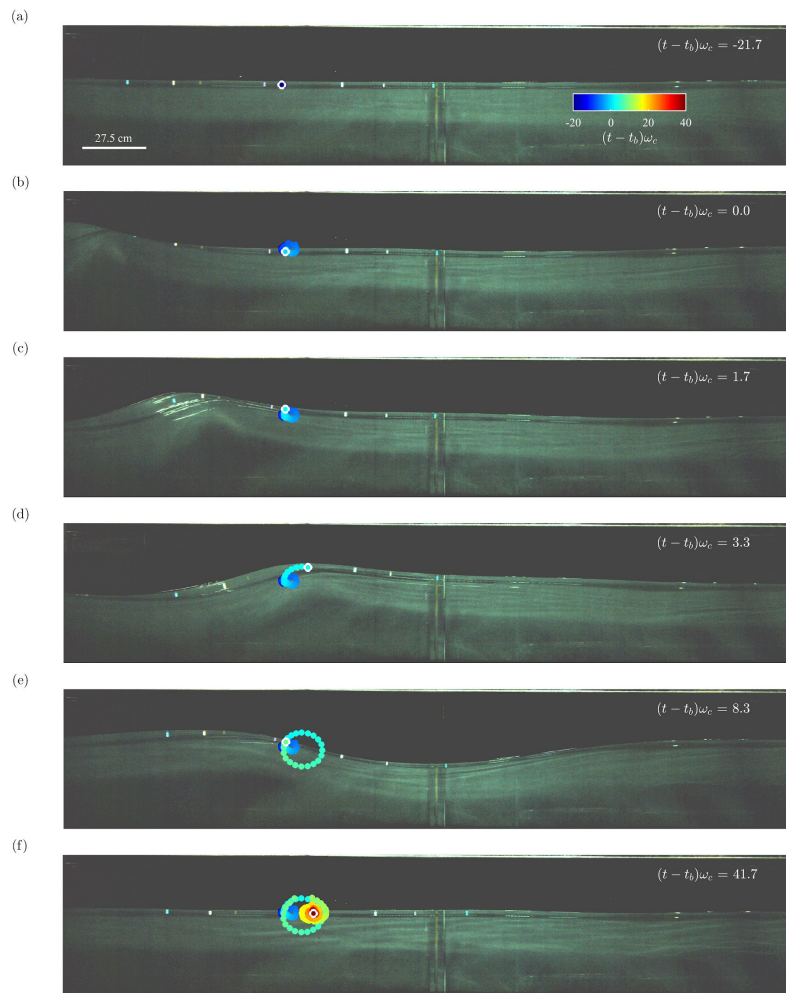 (a)
(t − t_b)ω_c = -21.7
-20 0 20 40
(t − t_b)ω_c
27.5 cm
(b)
(t − t_b)ω_c = 0.0
(c)
(t − t_b)ω_c = 1.7
(d)
(t − t_b)ω_c = 3.3
(e)
(t − t_b)ω_c = 8.3
(f)
(t − t_b)ω_c = 41.7